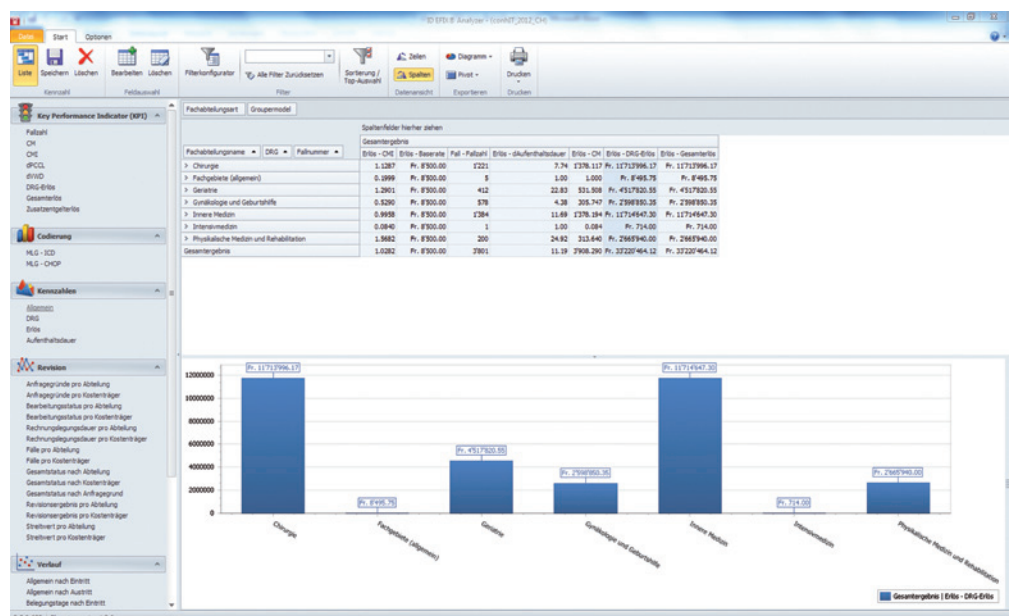 ID EFIX® Analyzer - [comhIT_2012_CH]
Datei Start Optionen
Liste Speichern Löschen Bearbeiten Löschen Filterkonfigurator Alle Filter Zurücksetzen Sortierung / Top-Auswahl Zeilen Spalten Diagramm Pivot Drucken
Kennzahl Feldauswahl Filter Datenansicht Exportieren Drucken
Key Performance Indicator (KPI)
Fallzahl
CM
CMI
dPCCL
dVWD
DRG-Erlös
Gesamterlös
Zusatzentgelterlös
Codierung
MLG - ICD
MLG - CHOP
Kennzahlen
Allgemein
DRG
Erlös
Aufenthaltsdauer
Revision
Anfragegründe pro Abteilung
Anfragegründe pro Kostenträger
Bearbeitungsstatus pro Abteilung
Bearbeitungsstatus pro Kostenträger
Rechnungslegungsdauer pro Abteilung
Rechnungslegungsdauer pro Kostenträger
Fälle pro Abteilung
Fälle pro Kostenträger
Gesamtstatus nach Abteilung
Gesamtstatus nach Kostenträger
Gesamtstatus nach Anfragegrund
Revisionsergebnis pro Abteilung
Revisionsergebnis pro Kostenträger
Streitwert pro Abteilung
Streitwert pro Kostenträger
Verlauf
Allgemein nach Eintritt
Allgemein nach Austritt
Belegungstage nach Eintritt
Fachabteilungsart Groupermodel
Spaltenfelder hierher ziehen
Gesamtergebnis
Fachabteilungsname DRG Fallnummer Erlös - CMI Erlös - Baserate Fall - Fallzahl Erlös - dAufenthaltsdauer Erlös - CM Erlös - DRG-Erlös Erlös - Gesamterlös
> Chirurgie 1.1287 Fr. 8'500.00 1'221 7.74 1'378.117 Fr. 11'713'996.17 Fr. 11'713'996.17
> Fachgebiete (allgemein) 0.1999 Fr. 8'500.00 5 1.00 1.000 Fr. 8'495.75 Fr. 8'495.75
> Geriatrie 1.2901 Fr. 8'500.00 412 22.83 531.508 Fr. 4'517'820.55 Fr. 4'517'820.55
> Gynäkologie und Geburtshilfe 0.5290 Fr. 8'500.00 578 4.38 305.747 Fr. 2'598'850.35 Fr. 2'598'850.35
> Innere Medizin 0.9958 Fr. 8'500.00 1'384 11.69 1'378.194 Fr. 11'714'647.30 Fr. 11'714'647.30
> Intensivmedizin 0.0840 Fr. 8'500.00 1 1.00 0.084 Fr. 714.00 Fr. 714.00
> Physikalische Medizin und Rehabilitation 1.5682 Fr. 8'500.00 200 24.92 313.640 Fr. 2'665'940.00 Fr. 2'665'940.00
Gesamtergebnis 1.0282 Fr. 8'500.00 3'801 11.19 3'908.290 Fr. 33'220'464.12 Fr. 33'220'464.12
12000000
10000000
8000000
6000000
4000000
2000000
0
Fr. 11'713'996.17
Fr. 8'495.75
Fr. 4'517'820.55
Fr. 2'598'850.35
Fr. 11'714'647.30
Fr. 714.00
Fr. 2'665'940.00
Chirurgie
Fachgebiete (allgemein)
Geriatrie
Gynäkologie und Geburtshilfe
Innere Medizin
Intensivmedizin
Physikalische Medizin und Rehabilitation
Gesamtergebnis | Erlös - DRG-Erlös